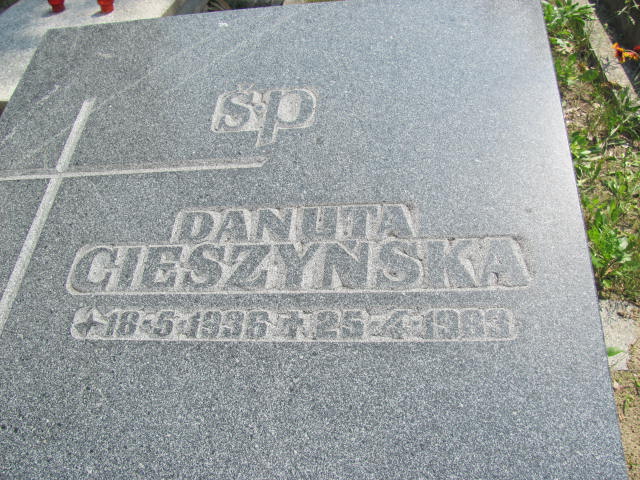 śp
DANUTA
CIESZYŃSKA
18-5-1936 + 25-4-1983